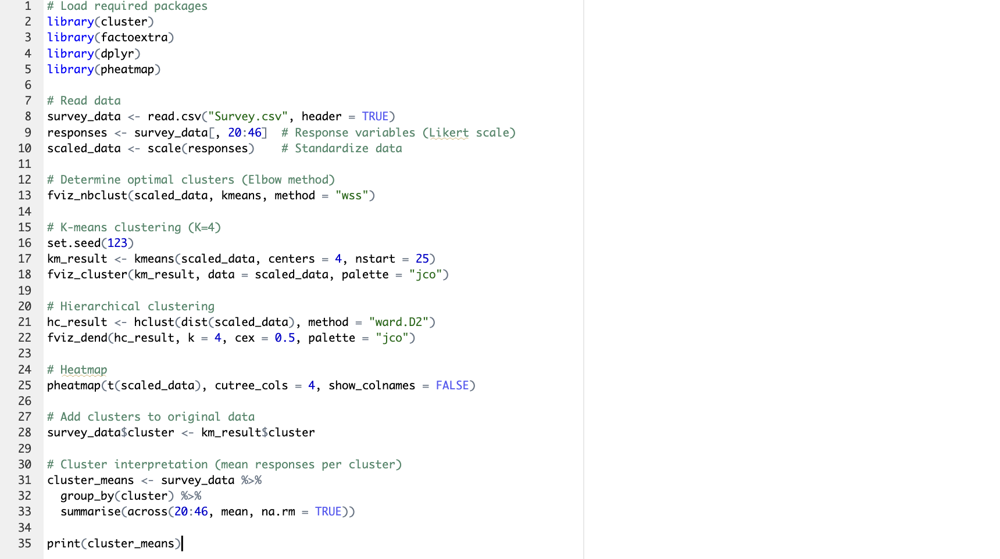 1 # Load required packages
2 library(cluster)
3 library(factoextra)
4 library(dplyr)
5 library(pheatmap)
6
7 # Read data
8 survey_data <- read.csv("Survey.csv", header = TRUE)
9 responses <- survey_data[, 20:46]  # Response variables (Likert scale)
10 scaled_data <- scale(responses)    # Standardize data
11
12 # Determine optimal clusters (Elbow method)
13 fviz_nbclust(scaled_data, kmeans, method = "wss")
14
15 # K-means clustering (K=4)
16 set.seed(123)
17 km_result <- kmeans(scaled_data, centers = 4, nstart = 25)
18 fviz_cluster(km_result, data = scaled_data, palette = "jco")
19
20 # Hierarchical clustering
21 hc_result <- hclust(dist(scaled_data), method = "ward.D2")
22 fviz_dend(hc_result, k = 4, cex = 0.5, palette = "jco")
23
24 # Heatmap
25 pheatmap(t(scaled_data), cutree_cols = 4, show_colnames = FALSE)
26
27 # Add clusters to original data
28 survey_data$cluster <- km_result$cluster
29
30 # Cluster interpretation (mean responses per cluster)
31 cluster_means <- survey_data %>%
32   group_by(cluster) %>%
33   summarise(across(20:46, mean, na.rm = TRUE))
34
35 print(cluster_means)